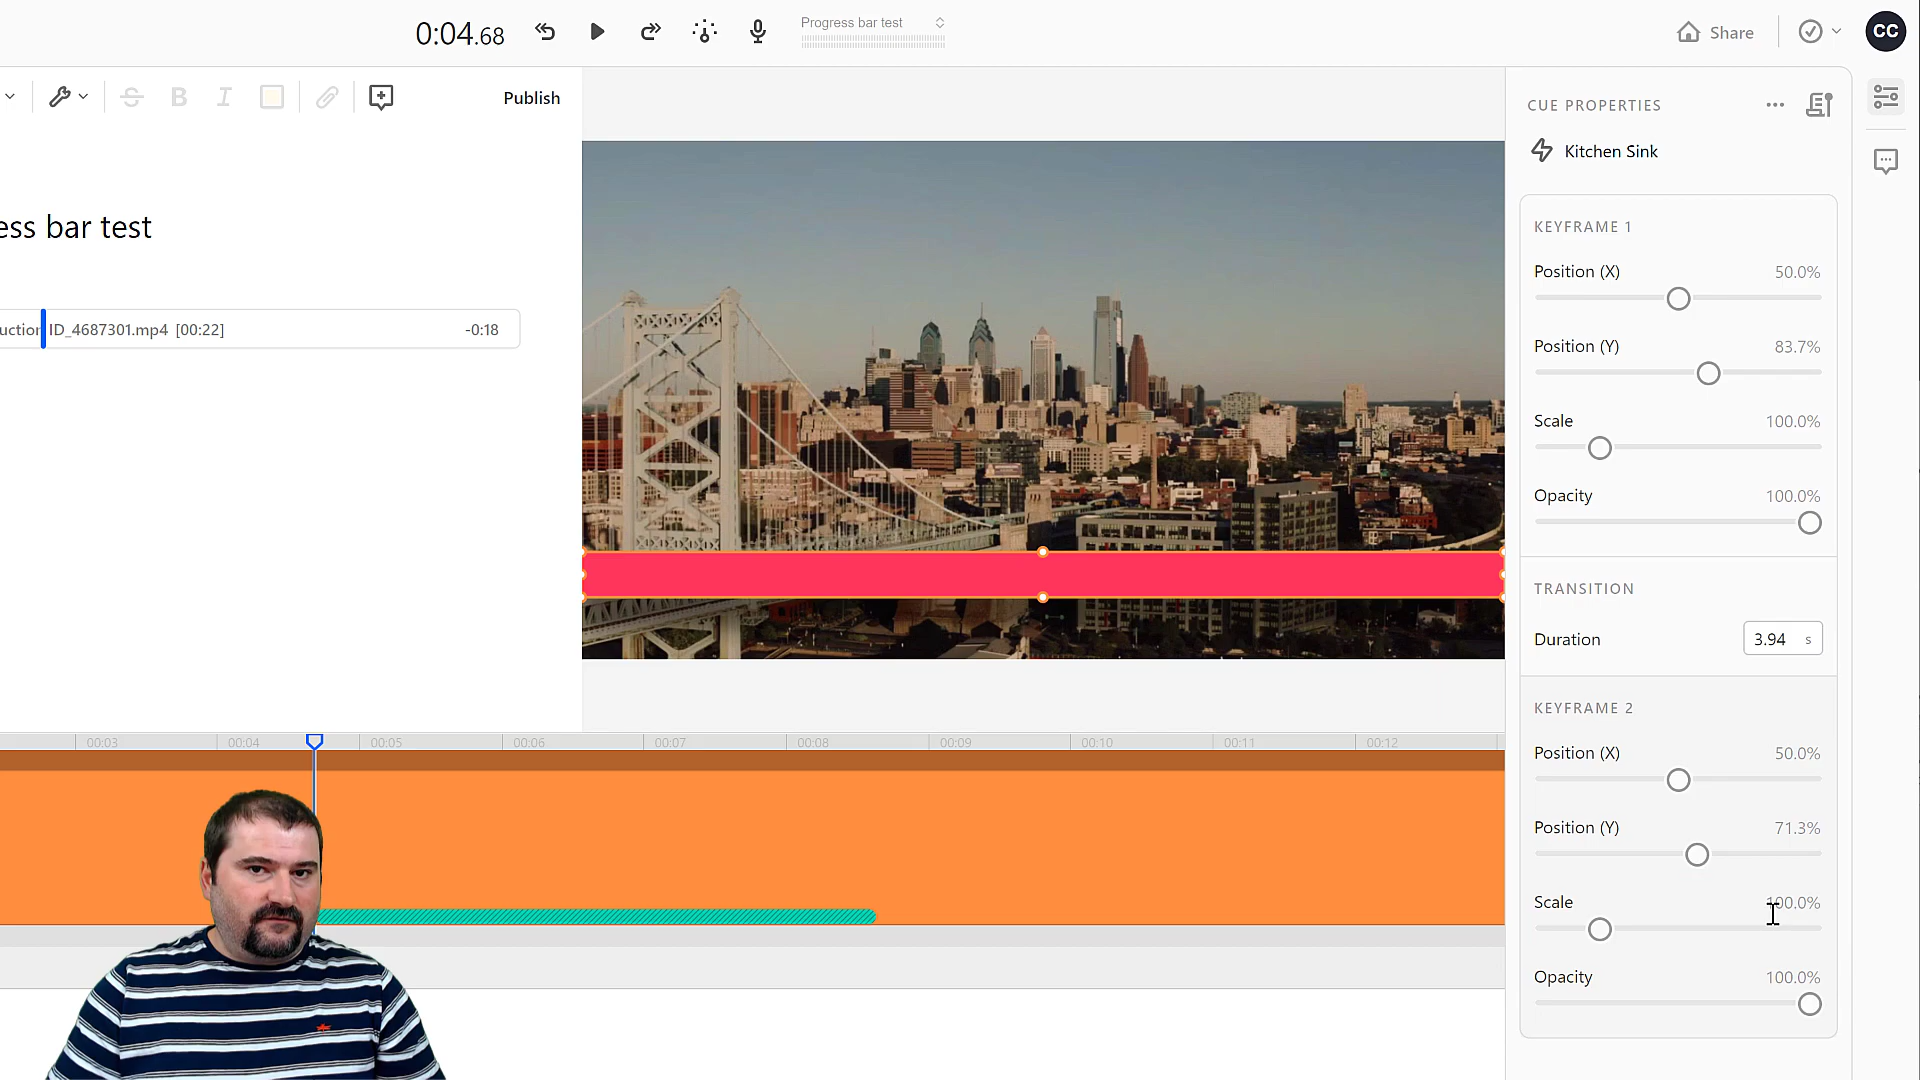 0:04.68
Progress bar test
Share
CC
Publish
CUE PROPERTIES
Kitchen Sink
ess bar test
uction ID_4687301.mp4 [00:22]
-0:18
KEYFRAME 1
Position (X)
50.0%
Position (Y)
83.7%
Scale
100.0%
Opacity
100.0%
TRANSITION
Duration
3.94 s
KEYFRAME 2
Position (X)
50.0%
Position (Y)
71.3%
Scale
100.0%
Opacity
100.0%
00:03
00:04
00:05
00:06
00:07
00:08
00:09
00:10
00:11
00:12